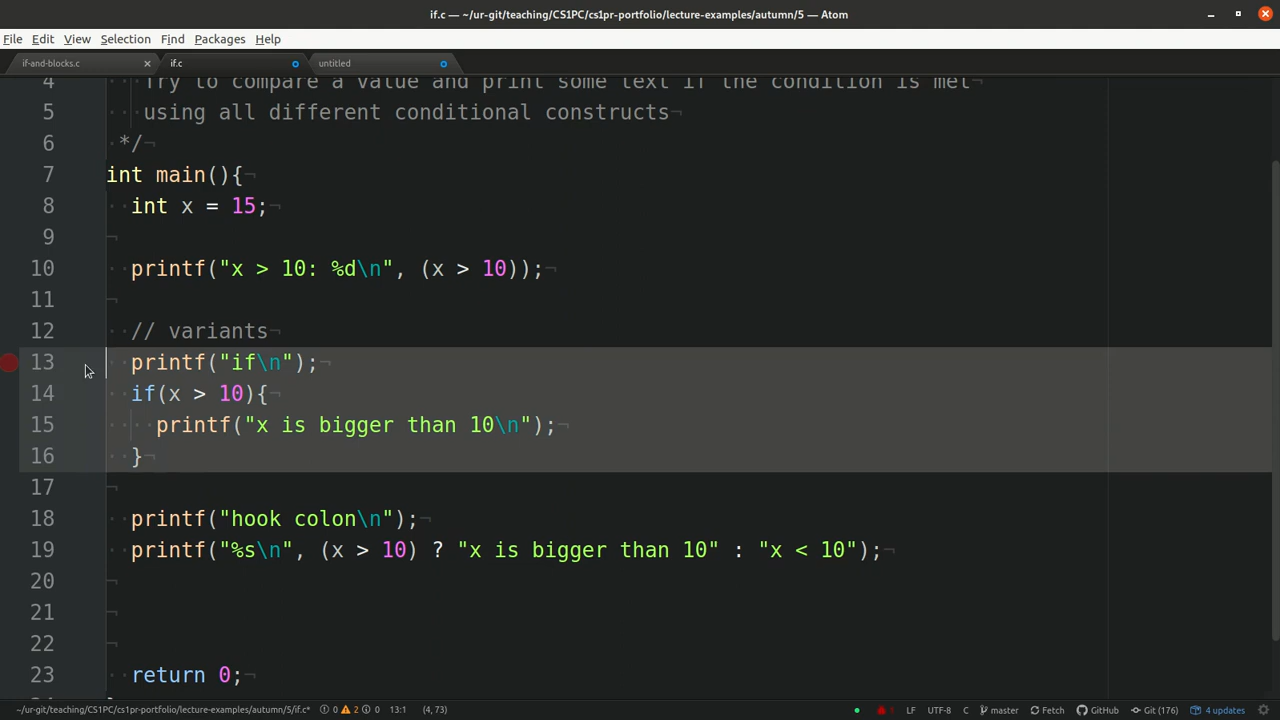 if.c — ~/ur-git/teaching/CS1PC/cs1pr-portfolio/lecture-examples/autumn/5 — Atom
File Edit View Selection Find Packages Help
if-and-blocks.c if.c untitled
4 Try to compare a value and print some text if the condition is met¬
5 using all different conditional constructs¬
6 */¬
7 int main(){¬
8 int x = 15;¬
9 ¬
10 printf("x > 10: %d\n", (x > 10));¬
11 ¬
12 // variants¬
13 printf("if\n");¬
14 if(x > 10){¬
15 printf("x is bigger than 10\n");¬
16 }¬
17 ¬
18 printf("hook colon\n");¬
19 printf("%s\n", (x > 10) ? "x is bigger than 10" : "x < 10");¬
20 ¬
21 ¬
22 ¬
23 return 0;¬
~/ur-git/teaching/CS1PC/cs1pr-portfolio/lecture-examples/autumn/5/if.c* 0 2 0 13:1 (4, 73) LF UTF-8 C master Fetch GitHub Git (176) 4 updates